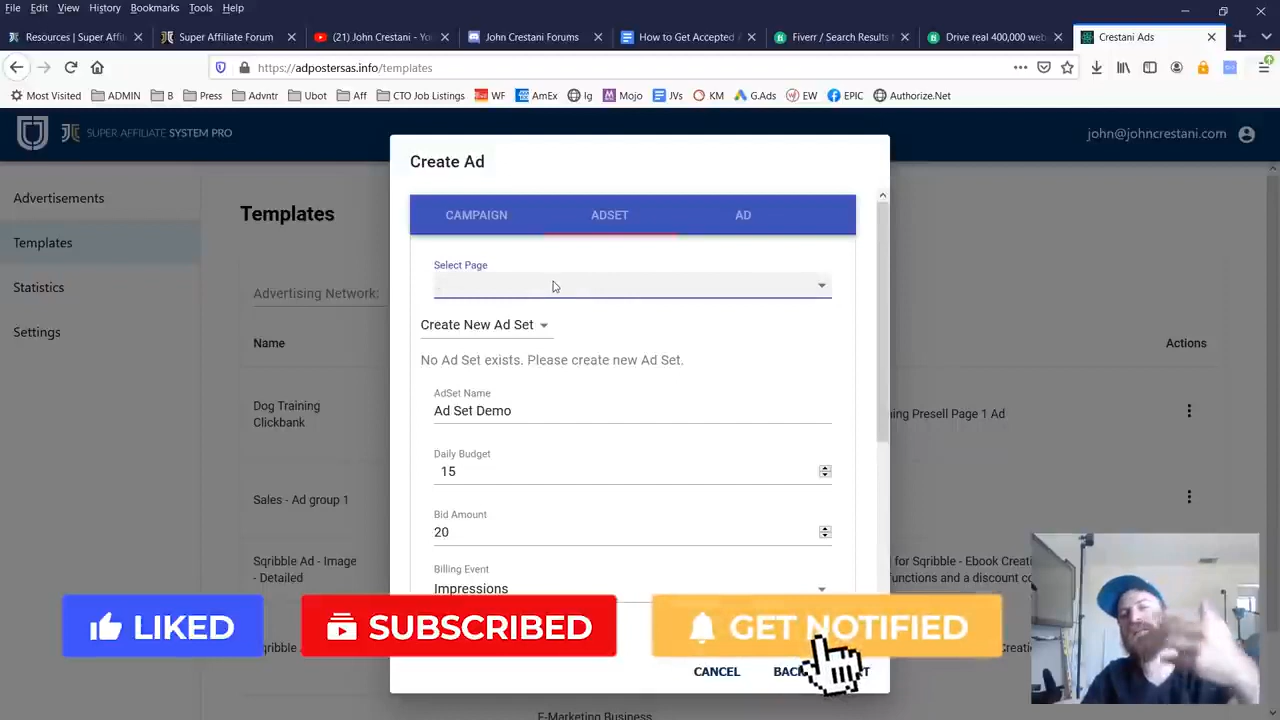 File Edit View History Bookmarks Tools Help
Resources | Super Affil
Super Affiliate Forum
(21) John Crestani - Yo
John Crestani Forums
How to Get Accepted
Fiverr / Search Results
Drive real 400,000 web
Crestani Ads
https://adpostersas.info/templates
Most Visited ADMIN B Press Advntr Ubot Aff CTO Job Listings WF AmEx Ig Mojo JVs KM G.Ads EW EPIC Authorize.Net
SUPER AFFILIATE SYSTEM PRO
john@johncrestani.com
Advertisements
Templates
Statistics
Settings
Templates
Advertising Network:
Name
Actions
Dog Training
Clickbank
ing Presell Page 1 Ad
Sales - Ad group 1
Sqribble Ad - Image
- Detailed
for Sqribble - Ebook Creati
unctions and a discount co
Sqribble
Creati
E-Marketing Business
Create Ad
CAMPAIGN ADSET AD
Select Page
Create New Ad Set
No Ad Set exists. Please create new Ad Set.
AdSet Name
Ad Set Demo
Daily Budget
15
Bid Amount
20
Billing Event
Impressions
LIKED
SUBSCRIBED
GET NOTIFIED
CANCEL
BAC